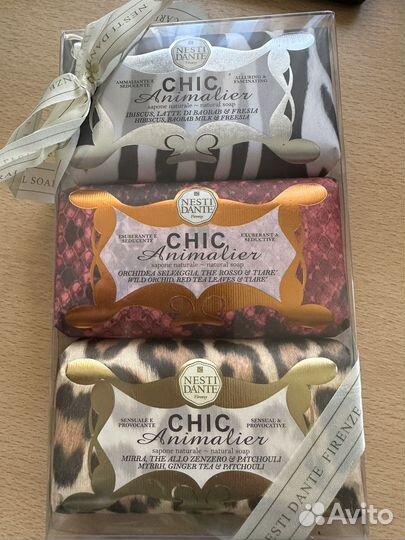 NESTI
DANTE
Firenze
AMMALIANTE E
SEDUCENTE
ALLURING &
FASCINATING
CHIC
Animalier
sapone naturale ~ natural soap
IBISCUS, LATTE DI BAOBAB & FRESIA
HIBISCUS, BAOBAB MILK & FREESIA
NESTI
DANTE
Firenze
ESUBERANTE E
SEDUCENTE
EXUBERANT &
SEDUCTIVE
CHIC
Animalier
sapone naturale ~ natural soap
ORCHIDEA SELVAGGIA, THE ROSSO & TIARE'
WILD ORCHID, RED TEA LEAVES & TIARE'
NESTI
DANTE
Firenze
SENSUALE E
PROVOCANTE
SENSUAL &
PROVOCATIVE
CHIC
Animalier
sapone naturale ~ natural soap
MIRRA, THE ALLO ZENZERO & PATCHOULI
MYRRH, GINGER TEA & PATCHOULI
NESTI DANTE FIRENZE
Avito